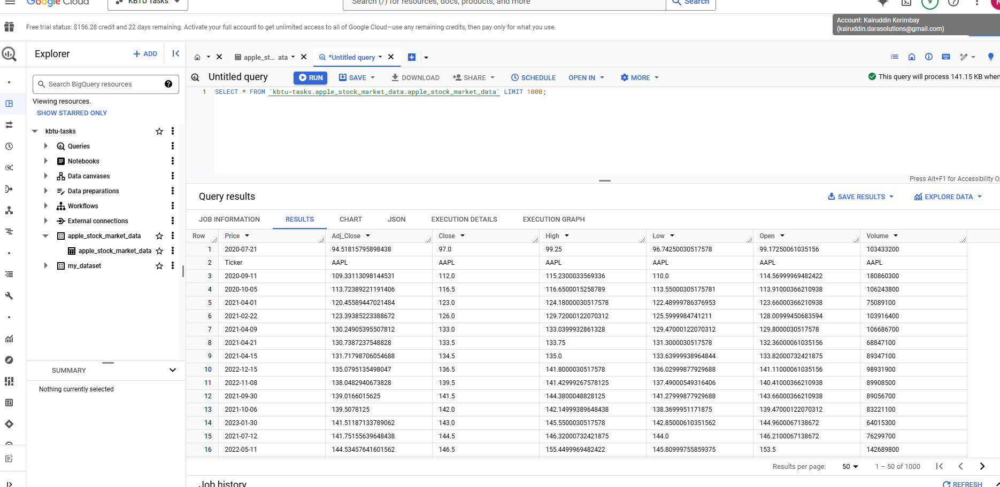 Google Cloud
KBTU Tasks
Search (/) for resources, docs, products, and more
Search
9
Free trial status: $156.28 credit and 22 days remaining. Activate your full account to get unlimited access to all of Google Cloud—use any remaining credits, then pay only for what you use.
Account: Kairuddin Kerimbay
(kairuddin.darasolutions@gmail.com)
Explorer
+ ADD
apple_st... ata
*Untitled query
Search BigQuery resources
Viewing resources.
SHOW STARRED ONLY
kbtu-tasks
Queries
Notebooks
Data canvases
Data preparations
Workflows
External connections
apple_stock_market_data
apple_stock_market_data
my_dataset
SUMMARY
Nothing currently selected
Untitled query
RUN
SAVE
DOWNLOAD
SHARE
SCHEDULE
OPEN IN
MORE
This query will process 141.15 KB when
1 SELECT * FROM `kbtu-tasks.apple_stock_market_data.apple_stock_market_data` LIMIT 1000;
Press Alt+F1 for Accessibility Op
Query results
SAVE RESULTS
EXPLORE DATA
JOB INFORMATION RESULTS CHART JSON EXECUTION DETAILS EXECUTION GRAPH
Row Price Adj_Close Close High Low Open Volume
1 2020-07-21 94.51815795898438 97.0 99.25 96.74250030517578 99.17250061035156 103433200
2 Ticker AAPL AAPL AAPL AAPL AAPL AAPL
3 2020-09-11 109.33113098144531 112.0 115.2300033569336 110.0 114.56999969482422 180860300
4 2020-10-05 113.72389221191406 116.5 116.6500015258789 113.55000305175781 113.91000366210938 106243800
5 2021-04-01 120.45589447021484 123.0 124.18000030517578 122.48999786376953 123.66000366210938 75089100
6 2021-02-22 123.39385223388672 126.0 129.72000122070312 125.5999984741211 128.00999450683594 103916400
7 2021-04-09 130.24905395507812 133.0 133.0399932861328 129.47000122070312 129.8000030517578 106686700
8 2021-04-21 130.7387237548828 133.5 133.75 131.3000030517578 132.36000061035156 68847100
9 2021-04-15 131.71798706054688 134.5 135.0 133.63999938964844 133.82000732421875 89347100
10 2022-12-15 135.0795135498047 136.5 141.8000030517578 136.02999877929688 141.11000061035156 98931900
11 2022-11-08 138.0482940673828 139.5 141.42999267578125 137.49000549316406 140.41000366210938 89908500
12 2021-09-30 139.0166015625 141.5 144.3800048828125 141.27999877929688 143.66000366210938 89056700
13 2021-10-06 139.5078125 142.0 142.14999389648438 138.3699951171875 139.47000122070312 83221100
14 2023-01-30 141.51187133789062 143.0 145.5500030517578 142.85000610351562 144.9600067138672 64015300
15 2021-07-12 141.75155639648438 144.5 146.32000732421875 144.0 146.2100067138672 76299700
16 2022-05-11 144.53457641601562 146.5 155.4499969482422 145.80999755859375 153.5 142689800
Results per page: 50 1 – 50 of 1000
Job history
REFRESH